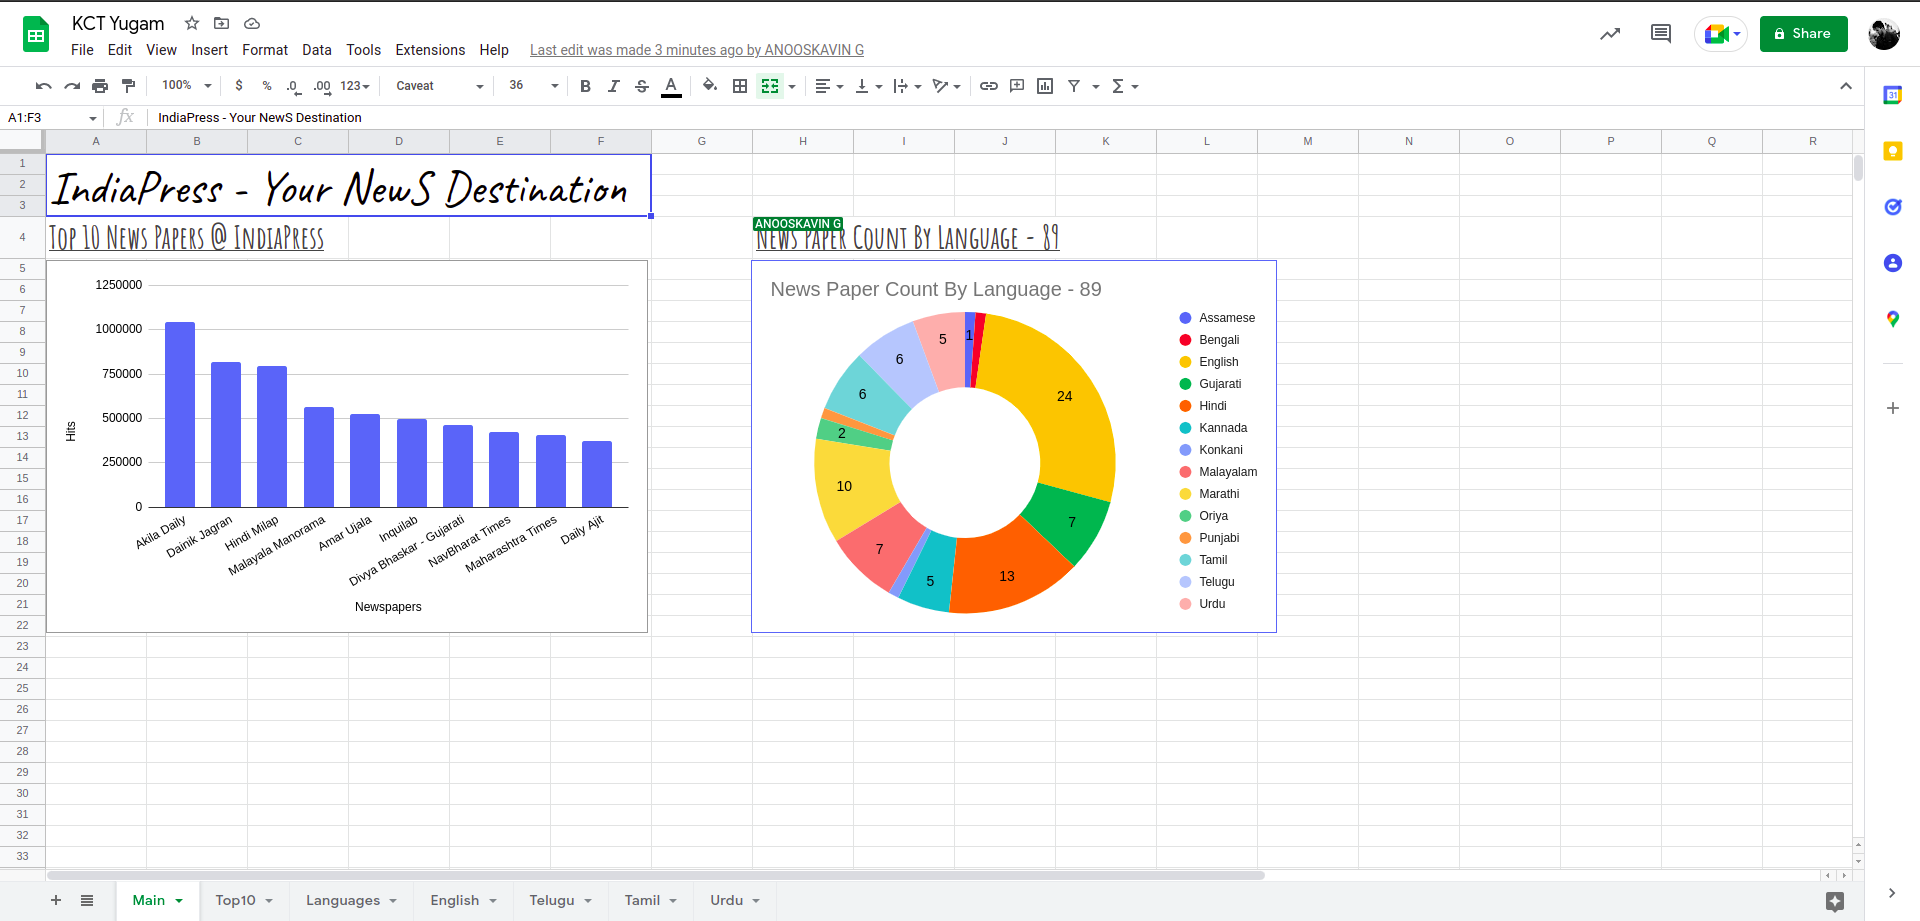 KCT Yugam
File Edit View Insert Format Data Tools Extensions Help Last edit was made 3 minutes ago by ANOOSKAVIN G
Share
100% $ % .0 .00 123 Caveat 36 B I S A
31
A1:F3 fx IndiaPress - Your NewS Destination
A B C D E F G H I J K L M N O P Q R
1
2
3
4
5
6
7
8
9
10
11
12
13
14
15
16
17
18
19
20
21
22
23
24
25
26
27
28
29
30
31
32
33
IndiaPress - Your NewS Destination
Top 10 News Papers @ IndiaPress
1250000
1000000
750000
500000
250000
0
Hits
Akila Daily
Dainik Jagran
Hindi Milap
Malayala Manorama
Amar Ujala
Inquilab
Divya Bhaskar - Gujarati
NavBharat Times
Maharashtra Times
Daily Ajit
Newspapers
ANOOSKAVIN G
News Paper Count By Language - 89
News Paper Count By Language - 89
1
24
7
13
5
7
10
2
6
6
5
Assamese
Bengali
English
Gujarati
Hindi
Kannada
Konkani
Malayalam
Marathi
Oriya
Punjabi
Tamil
Telugu
Urdu
Main Top10 Languages English Telugu Tamil Urdu